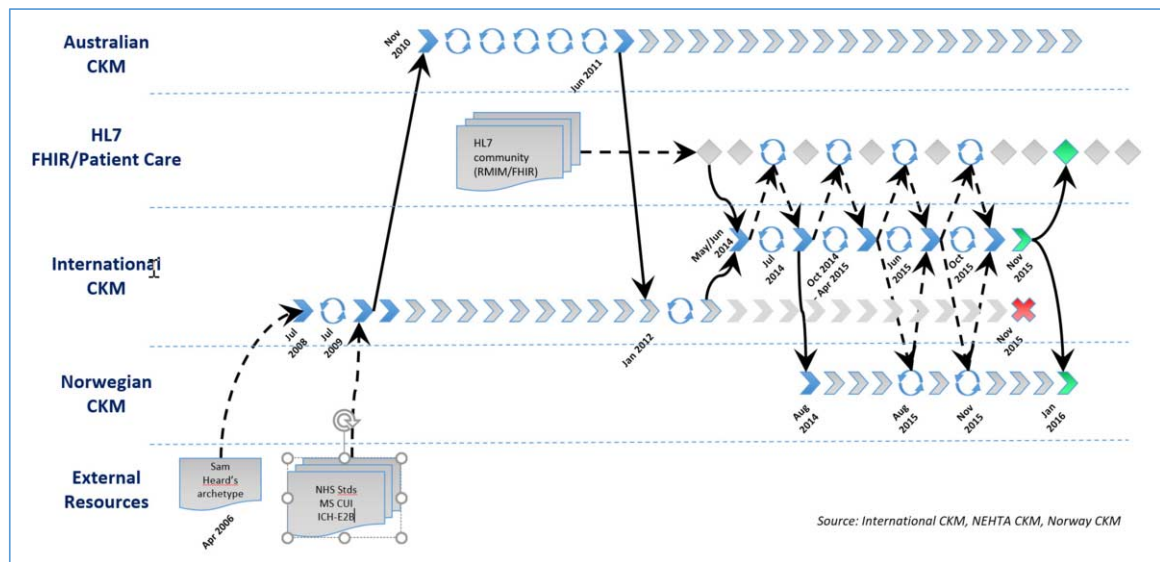 Australian
CKM
Nov
2010
Jun 2011
HL7
FHIR/Patient Care
HL7
community
(RMIM/FHIR)
International
CKM
May/Jun
2014
Jul
2014
Oct 2014
- Apr 2015
Jun
2015
Oct
2015
Nov
2015
Jul
2008
Jul
2009
Jan 2012
Nov
2015
Norwegian
CKM
Aug
2014
Aug
2015
Nov
2015
Jan
2016
External
Resources
Sam
Heard's
archetype
Apr 2006
NHS Stds
MS CUI
ICH-E2B
Source: International CKM, NEHTA CKM, Norway CKM